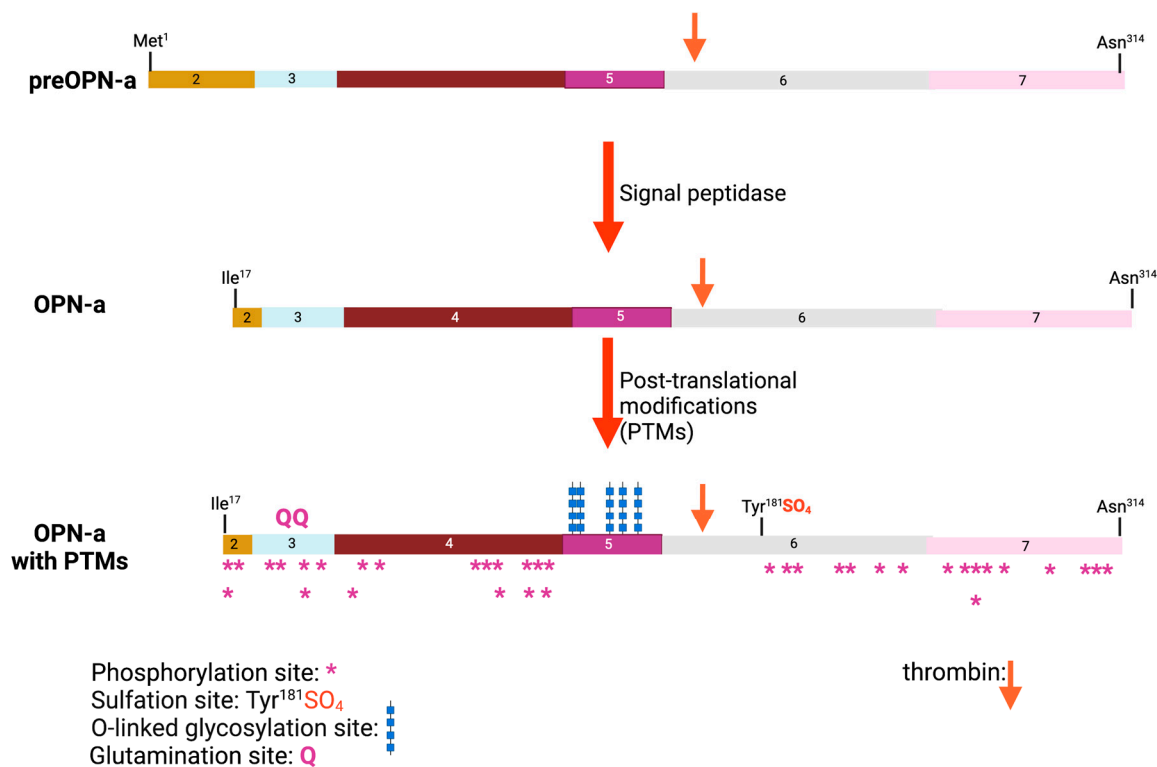 Met¹
Asn³¹⁴
preOPN-a
2 3 5 6 7
Signal peptidase
Ile¹⁷
Asn³¹⁴
OPN-a
2 3 4 5 6 7
Post-translational
modifications
(PTMs)
Ile¹⁷
QQ
Tyr¹⁸¹SO₄
Asn³¹⁴
OPN-a
with PTMs
2 3 4 5 6 7
** ** * * * * *** *** * ** ** * * * **** * * ***
* * * * * * *
Phosphorylation site: *
Sulfation site: Tyr¹⁸¹SO₄
O-linked glycosylation site:
Glutamination site: Q
thrombin: